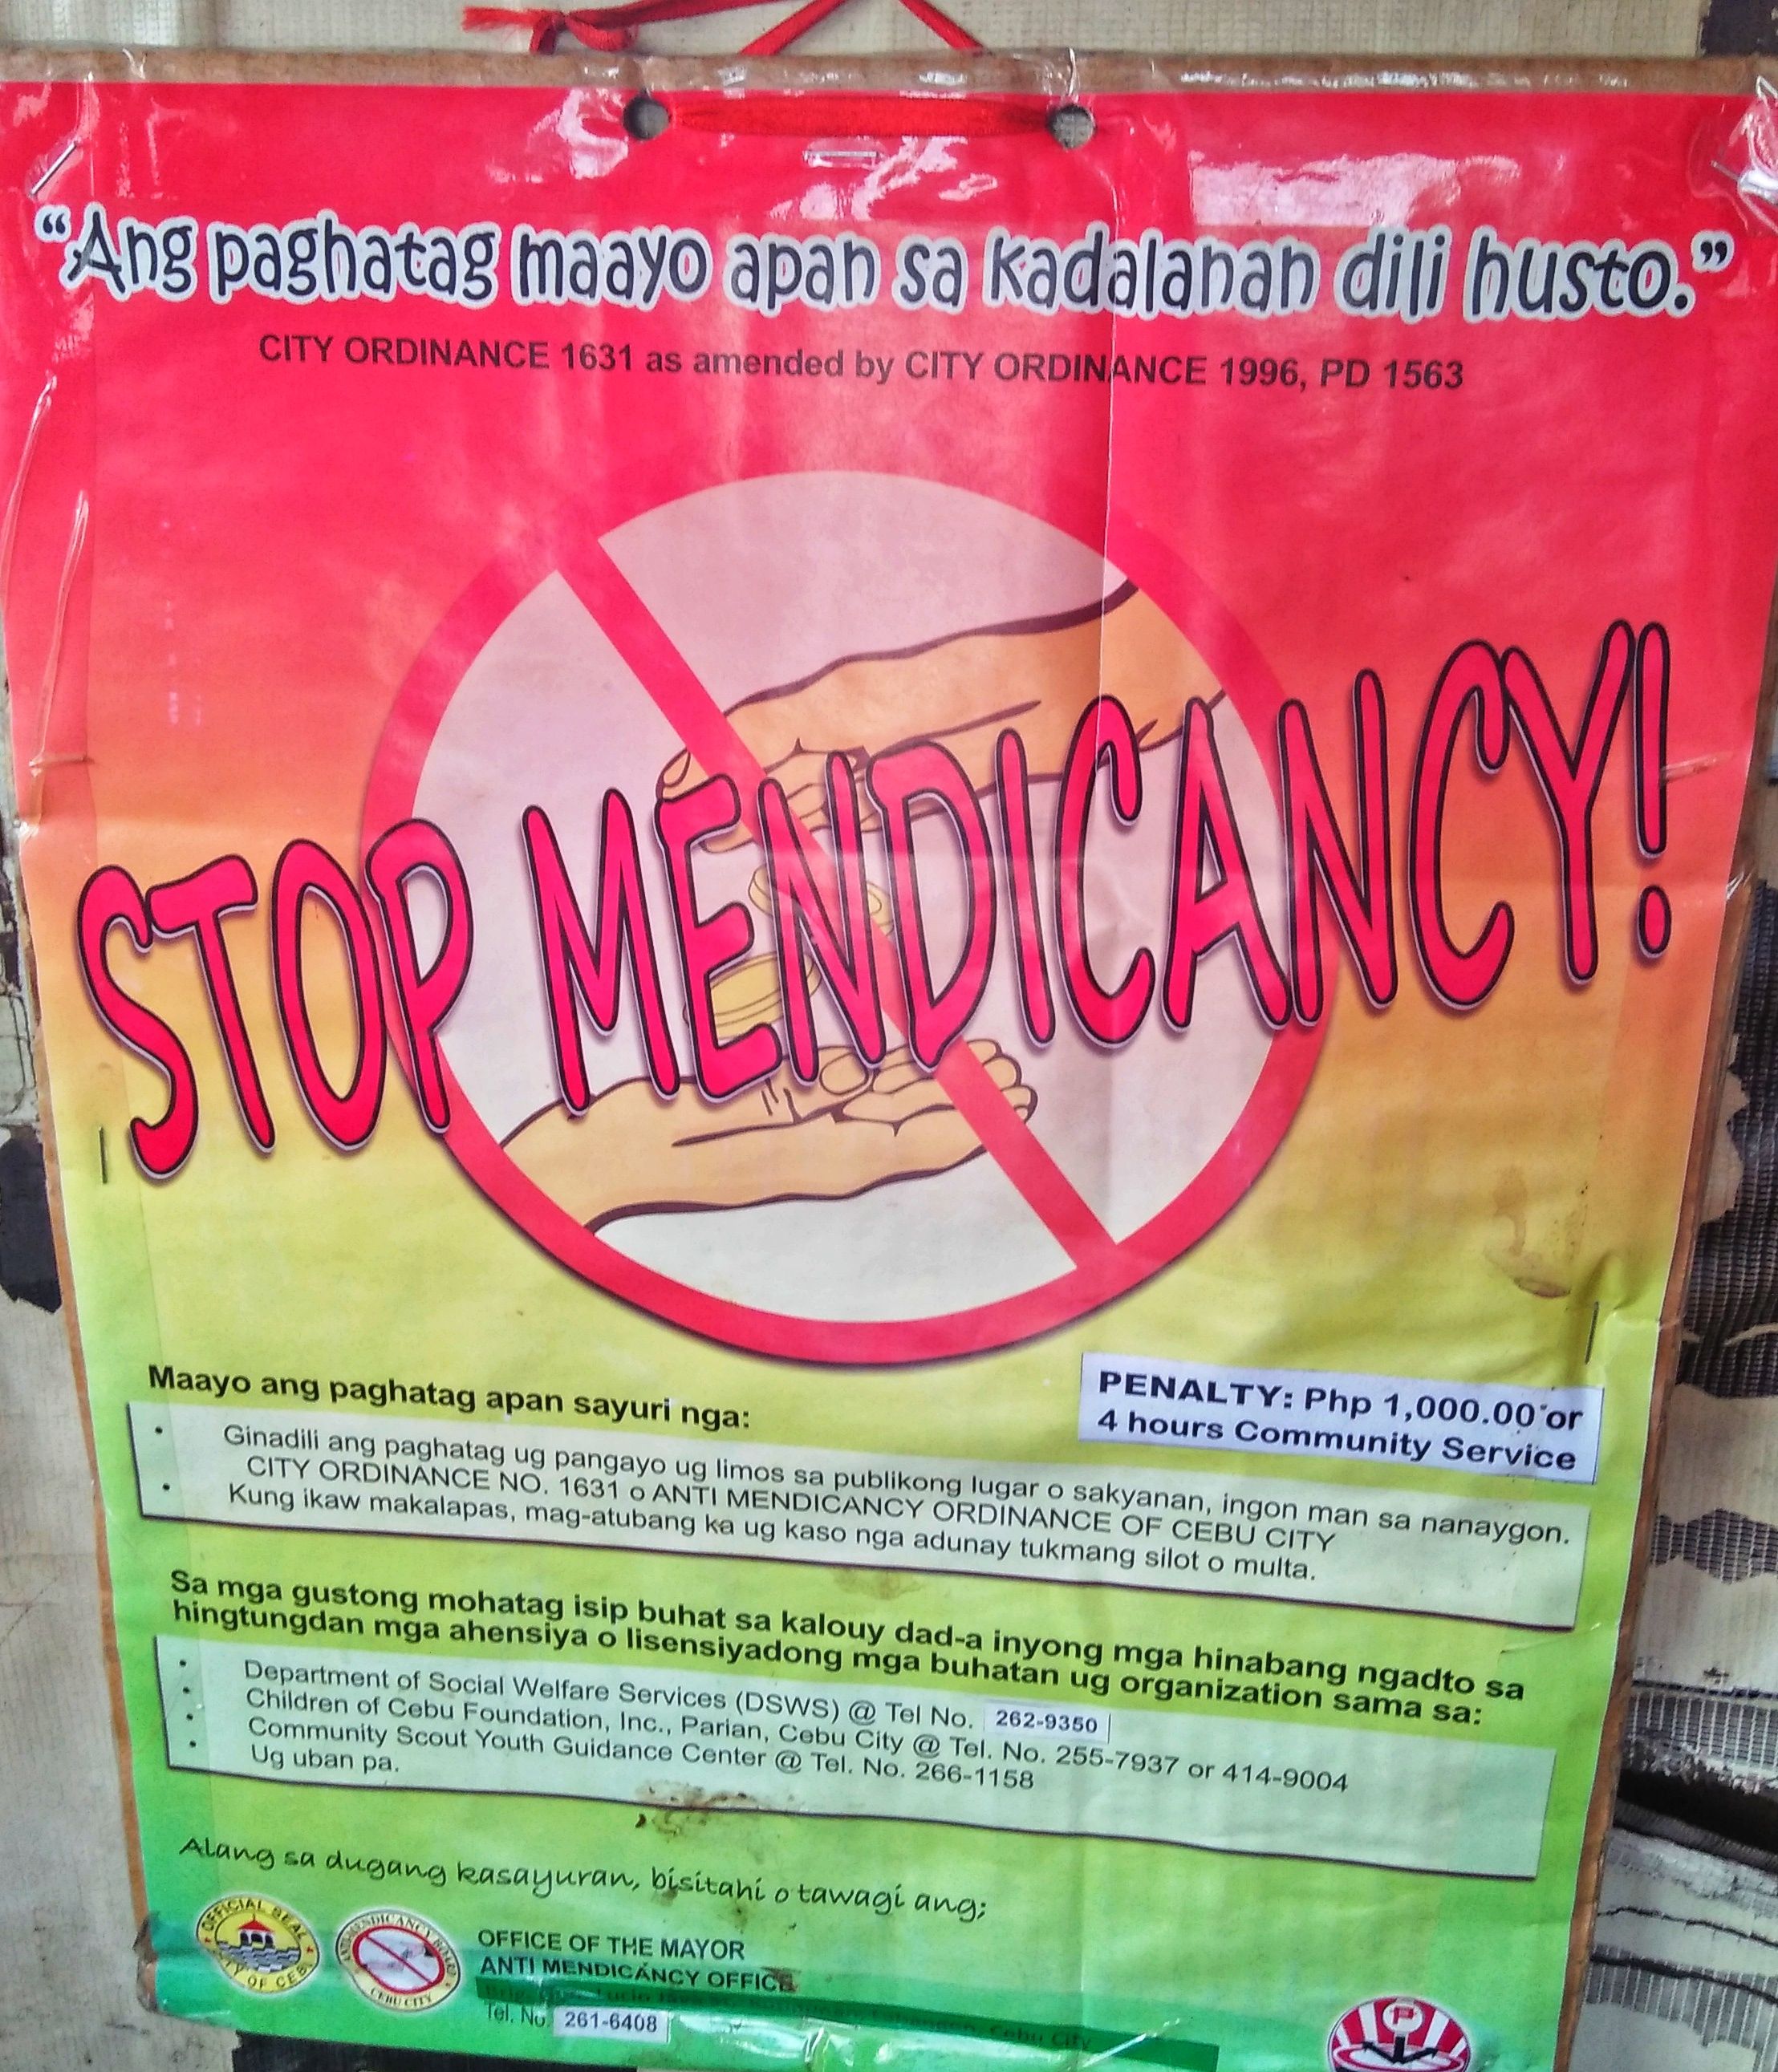 “Ang paghatag maayo apan sa kadalanan dili husto.”
CITY ORDINANCE 1631 as amended by CITY ORDINANCE 1996, PD 1563
STOP MENDICANCY!
PENALTY: Php 1,000.00 or
4 hours Community Service
Maayo ang paghatag apan sayuri nga:
• Ginadili ang paghatag ug pangayo ug limos sa publikong lugar o sakyanan, ingon man sa nanaygon.
CITY ORDINANCE NO. 1631 o ANTI MENDICANCY ORDINANCE OF CEBU CITY
• Kung ikaw makalapas, mag-atubang ka ug kaso nga adunay tukmang silot o multa.
Sa mga gustong mohatag isip buhat sa kalouy dad-a inyong mga hinabang ngadto sa
hingtungdan mga ahensiya o lisensiyadong mga buhatan ug organization sama sa:
• Department of Social Welfare Services (DSWS) @ Tel No. 262-9350
• Children of Cebu Foundation, Inc., Parian, Cebu City @ Tel. No. 255-7937 or 414-9004
• Community Scout Youth Guidance Center @ Tel. No. 266-1158
• Ug uban pa.
Alang sa dugang kasayuran, bisitahi o tawagi ang;
OFFICIAL SEAL
CITY OF CEBU
ANTI MENDICANCY BOARD
CEBU CITY
OFFICE OF THE MAYOR
ANTI MENDICANCY OFFICE
Cebu City
Tel. No. 261-6408
P